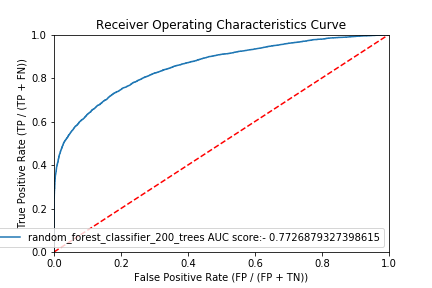 Receiver Operating Characteristics Curve
True Positive Rate (TP / (TP + FN))
1.0
0.8
0.6
0.4
0.2
0.0
random_forest_classifier_200_trees AUC score:- 0.7726879327398615
0.0 0.2 0.4 0.6 0.8 1.0
False Positive Rate (FP / (FP + TN))